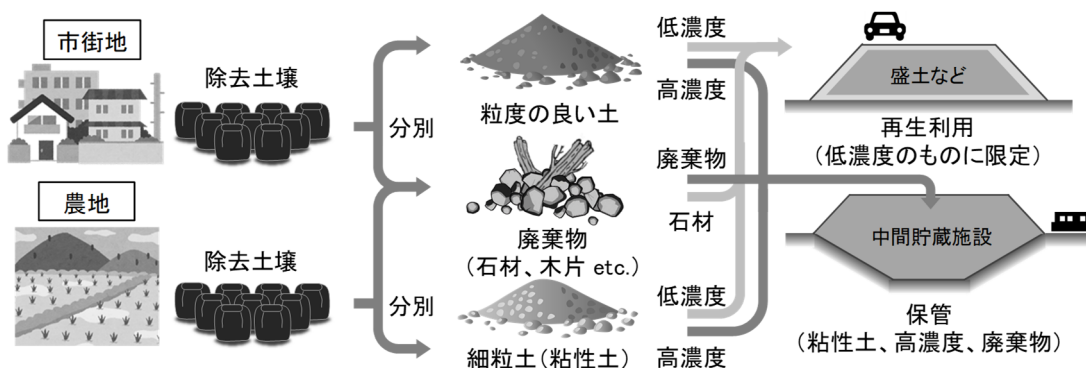 市街地
除去土壌
分別
農地
除去土壌
分別
粒度の良い土
廃棄物
（石材、木片 etc.）
細粒土（粘性土）
低濃度
高濃度
廃棄物
石材
低濃度
高濃度
盛土など
再生利用
（低濃度のものに限定）
中間貯蔵施設
保管
（粘性土、高濃度、廃棄物）